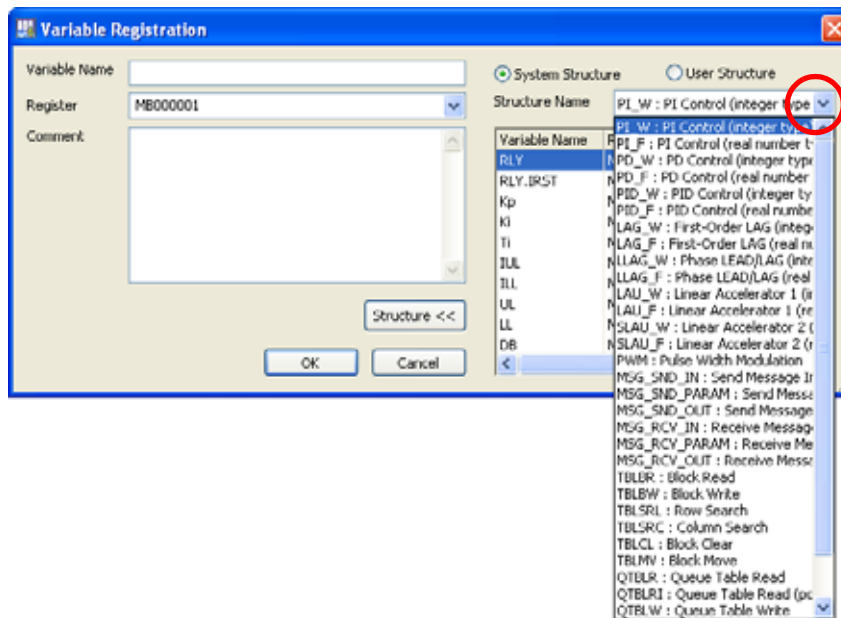 Variable Registration
Variable Name
System Structure
User Structure
Register
MB000001
Structure Name
PI_W : PI Control (integer type
Comment
Variable Name
RLY
RLY.IRST
Kp
Ki
Ti
IUL
ILL
UL
LL
DB
Structure <<
OK
Cancel
PI_W : PI Control (integer type
PI_F : PI Control (real number t
PD_W : PD Control (integer type
PD_F : PD Control (real number
PID_W : PID Control (integer ty
PID_F : PID Control (real numbe
LAG_W : First-Order LAG (integ
LAG_F : First-Order LAG (real nu
LLAG_W : Phase LEAD/LAG (inte
LLAG_F : Phase LEAD/LAG (real
LAU_W : Linear Accelerator 1 (i
LAU_F : Linear Accelerator 1 (re
SLAU_W : Linear Accelerator 2 (
SLAU_F : Linear Accelerator 2 (r
PWM : Pulse Width Modulation
MSG_SND_IN : Send Message I
MSG_SND_PARAM : Send Messa
MSG_SND_OUT : Send Message
MSG_RCV_IN : Receive Messag
MSG_RCV_PARAM : Receive Me
MSG_RCV_OUT : Receive Messa
TBLBR : Block Read
TBLBW : Block Write
TBLSRL : Row Search
TBLSRC : Column Search
TBLCL : Block Clear
TBLMV : Block Move
QTBLR : Queue Table Read
QTBLRI : Queue Table Read (po
QTBLW : Queue Table Write